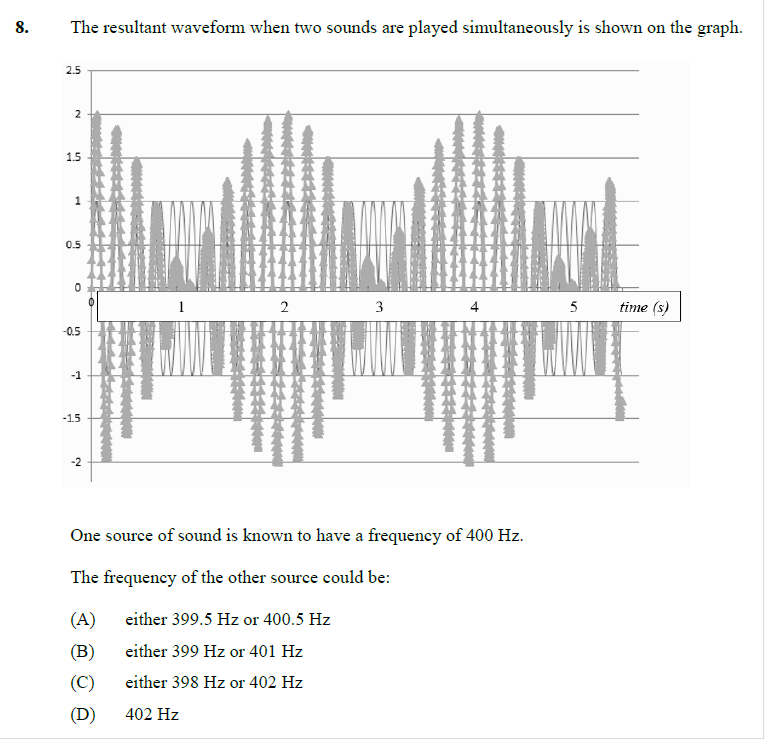 8. The resultant waveform when two sounds are played simultaneously is shown on the graph.
2.5
2
1.5
1
0.5
0
0 1 2 3 4 5 time (s)
-0.5
-1
-1.5
-2
One source of sound is known to have a frequency of 400 Hz.
The frequency of the other source could be:
(A) either 399.5 Hz or 400.5 Hz
(B) either 399 Hz or 401 Hz
(C) either 398 Hz or 402 Hz
(D) 402 Hz